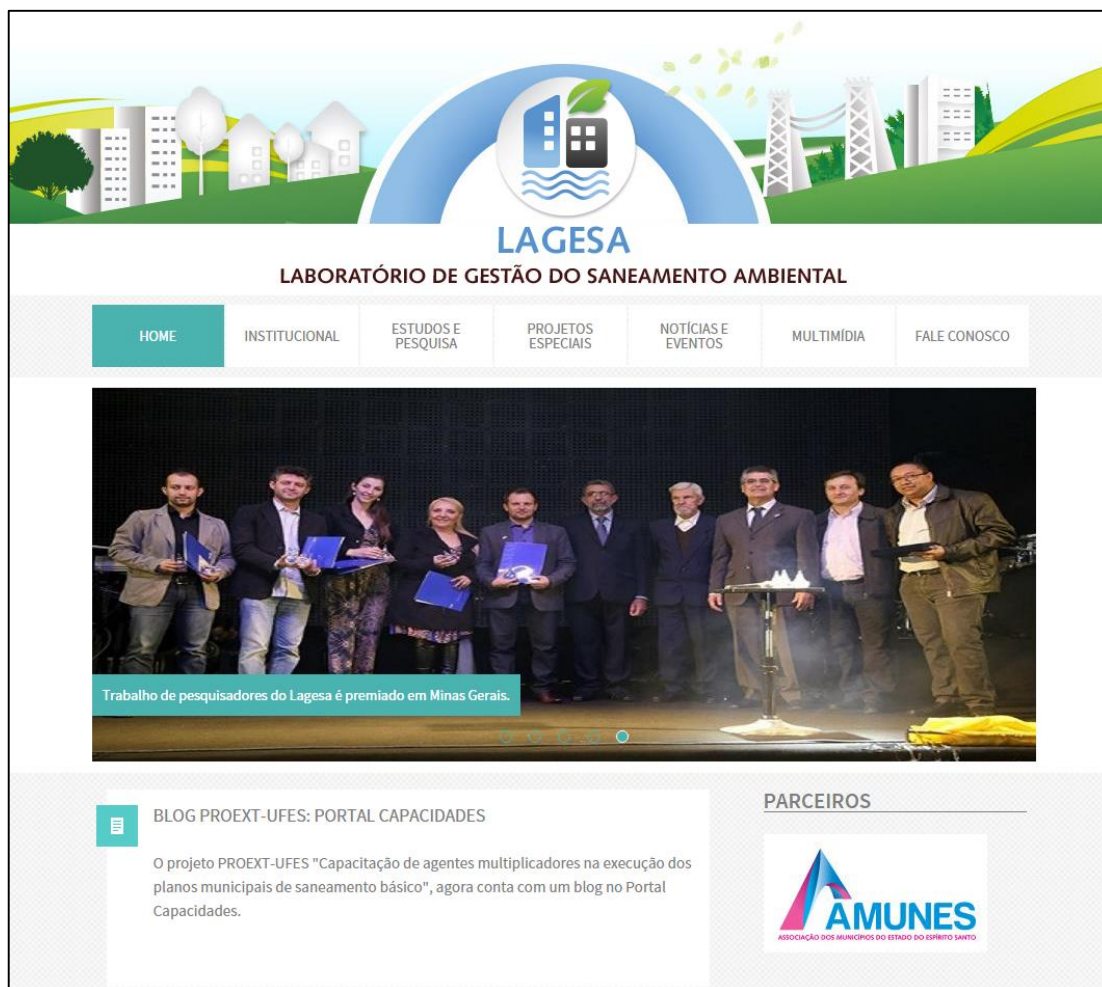 LAGESA
LABORATÓRIO DE GESTÃO DO SANEAMENTO AMBIENTAL
HOME
INSTITUCIONAL
ESTUDOS E
PESQUISA
PROJETOS
ESPECIAIS
NOTÍCIAS E
EVENTOS
MULTIMÍDIA
FALE CONOSCO
Trabalho de pesquisadores do Lagesa é premiado em Minas Gerais.
BLOG PROEXT-UFES: PORTAL CAPACIDADES
O projeto PROEXT-UFES "Capacitação de agentes multiplicadores na execução dos
planos municipais de saneamento básico", agora conta com um blog no Portal
Capacidades.
PARCEIROS
AMUNES
ASSOCIAÇÃO DOS MUNICÍPIOS DO ESTADO DO ESPÍRITO SANTO